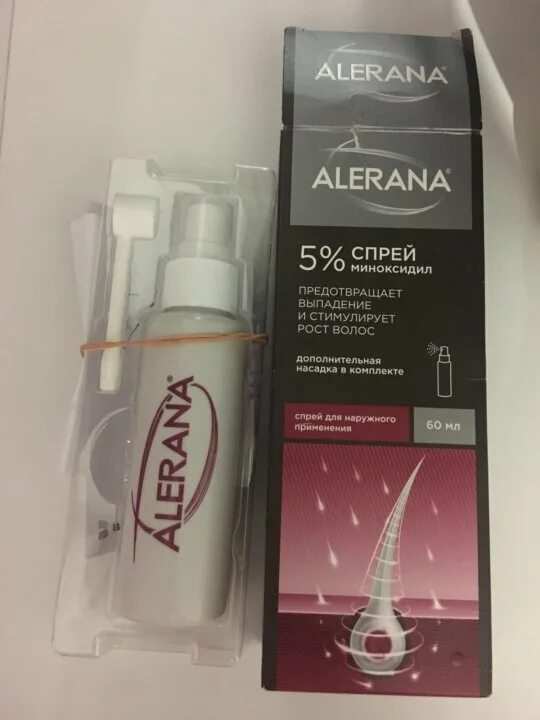 ALERANA®
ALERANA®
5% СПРЕЙ
МИНОКСИДИЛ
ПРЕДОТВРАЩАЕТ
ВЫПАДЕНИЕ
И СТИМУЛИРУЕТ
РОСТ ВОЛОС
дополнительная
насадка в комплекте
спрей для наружного
применения
60 мл
ALERANA®